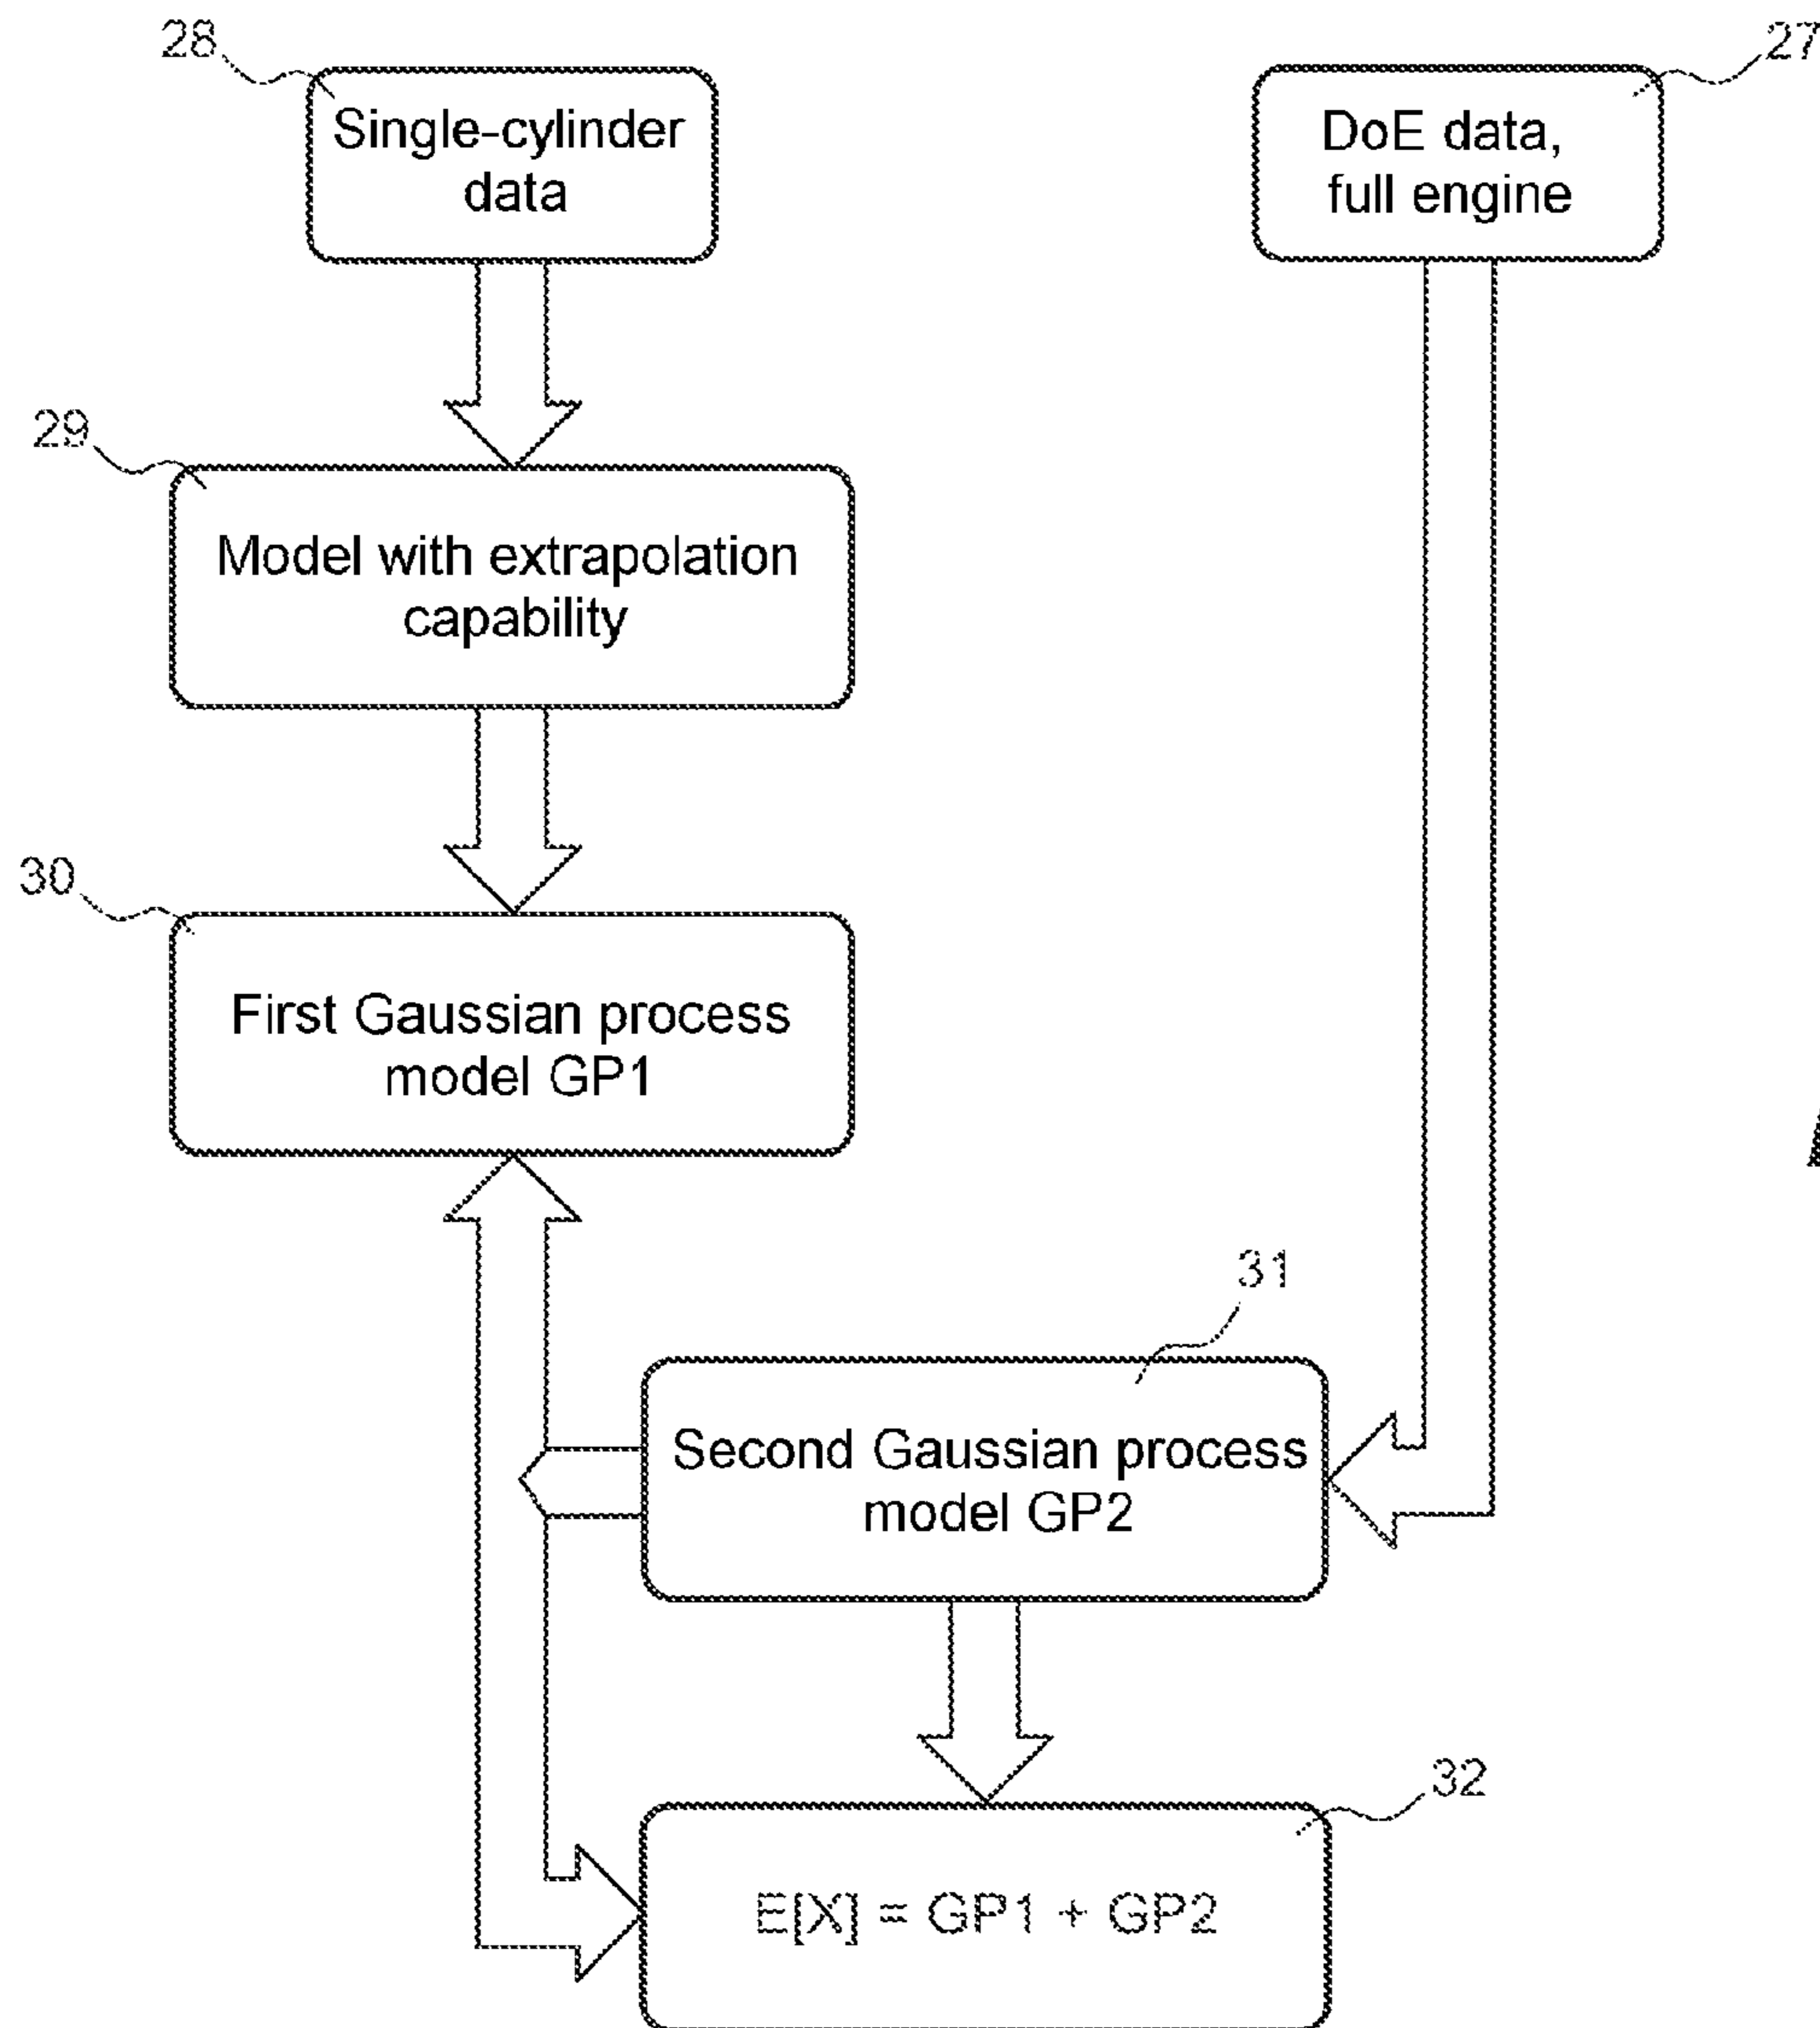 28
27
Single-cylinder
data
DoE data,
full engine
29
Model with extrapolation
capability
30
First Gaussian process
model GP1
31
Second Gaussian process
model GP2
32
E[X] = GP1 + GP2